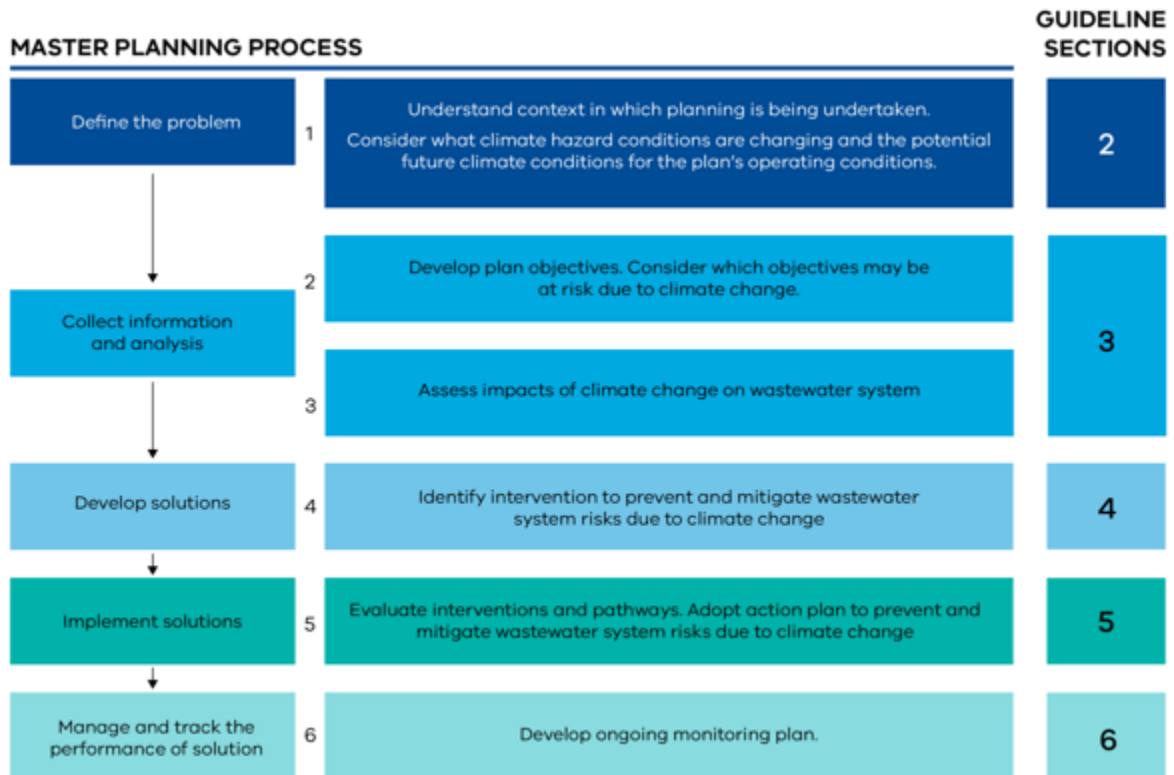 MASTER PLANNING PROCESS
GUIDELINE
SECTIONS
Define the problem
1
Understand context in which planning is being undertaken.
Consider what climate hazard conditions are changing and the potential
future climate conditions for the plan's operating conditions.
2
Collect information
and analysis
2
Develop plan objectives. Consider which objectives may be
at risk due to climate change.
3
Assess impacts of climate change on wastewater system
3
Develop solutions
4
Identify intervention to prevent and mitigate wastewater
system risks due to climate change
4
Implement solutions
5
Evaluate interventions and pathways. Adopt action plan to prevent and
mitigate wastewater system risks due to climate change
5
Manage and track the
performance of solution
6
Develop ongoing monitoring plan.
6